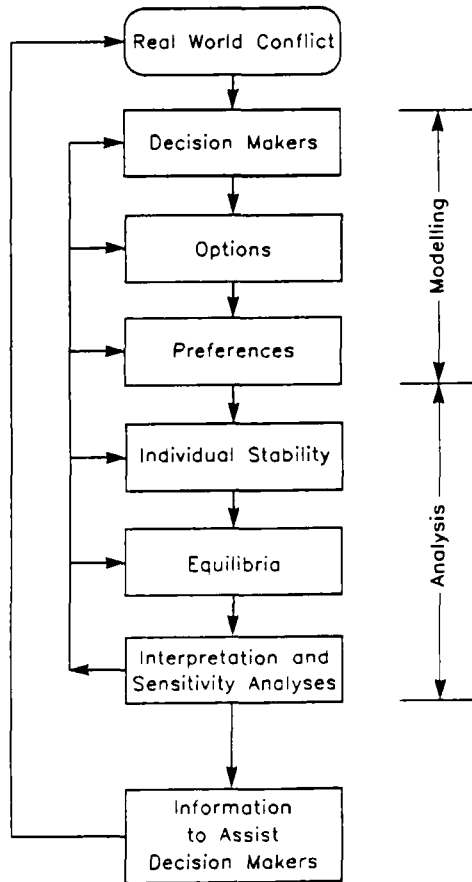 Real World Conflict
Decision Makers
Options
Preferences
Individual Stability
Equilibria
Interpretation and
Sensitivity Analyses
Information
to Assist
Decision Makers
Modelling
Analysis